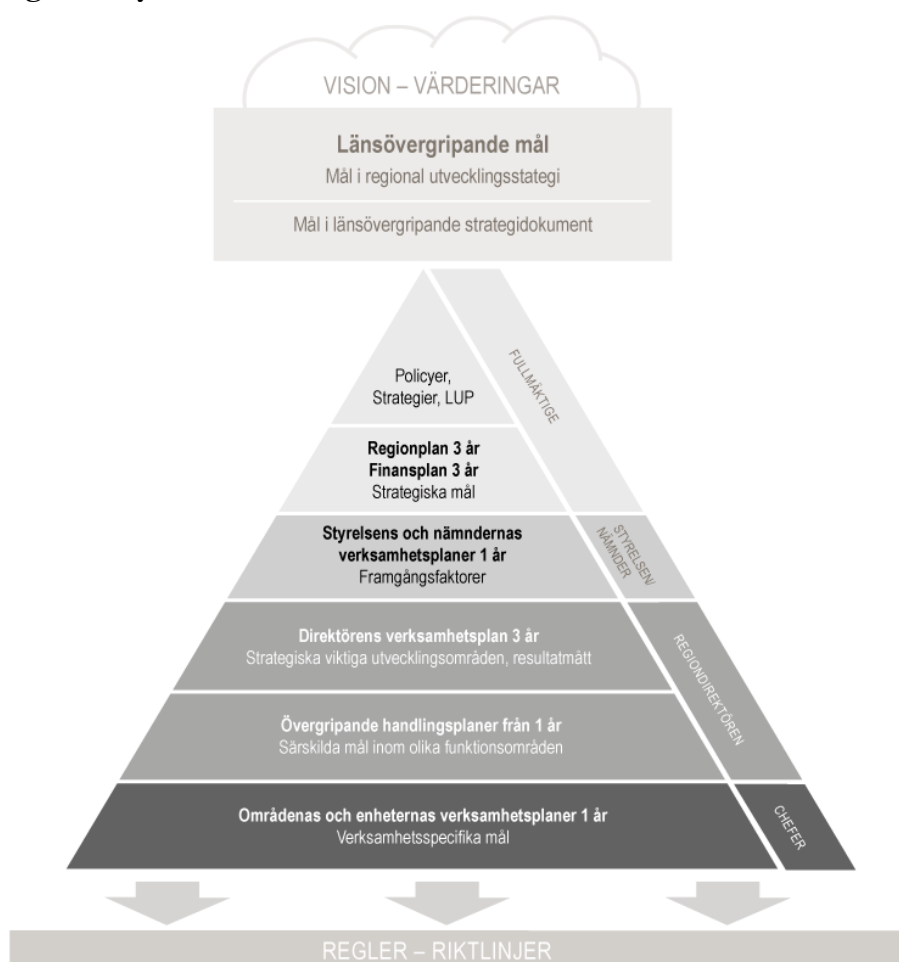 VISION – VÄRDERINGAR
Länsövergripande mål
Mål i regional utvecklingsstategi
Mål i länsövergripande strategidokument
Policyer,
Strategier, LUP
FULLMÄKTIGE
Regionplan 3 år
Finansplan 3 år
Strategiska mål
Styrelsens och nämndernas
verksamhetsplaner 1 år
Framgångsfaktorer
STYRELSEN/
NÄMNDER
Direktörens verksamhetsplan 3 år
Strategiska viktiga utvecklingsområden, resultatmått
REGIONDIREKTÖREN
Övergripande handlingsplaner från 1 år
Särskilda mål inom olika funktionsområden
Områdenas och enheternas verksamhetsplaner 1 år
Verksamhetsspecifika mål
CHEFER
REGLER – RIKTLINJER